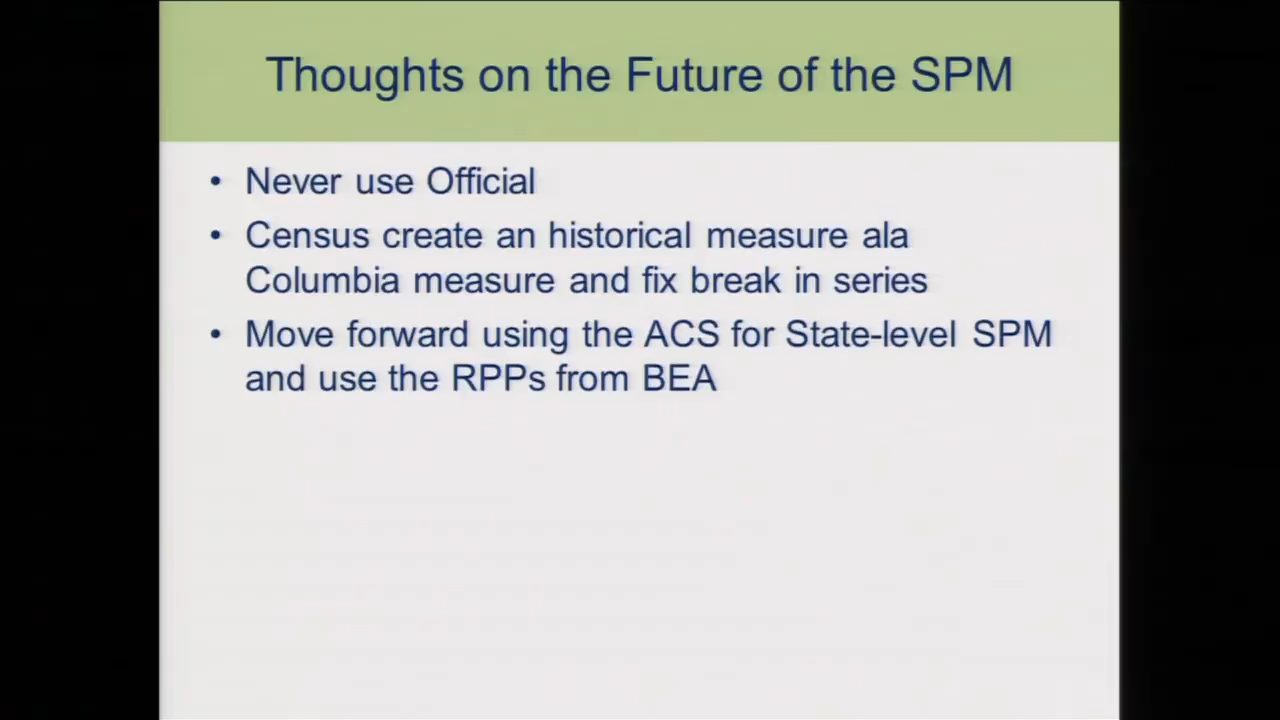 Thoughts on the Future of the SPM
• Never use Official
• Census create an historical measure ala
Columbia measure and fix break in series
• Move forward using the ACS for State-level SPM
and use the RPPs from BEA